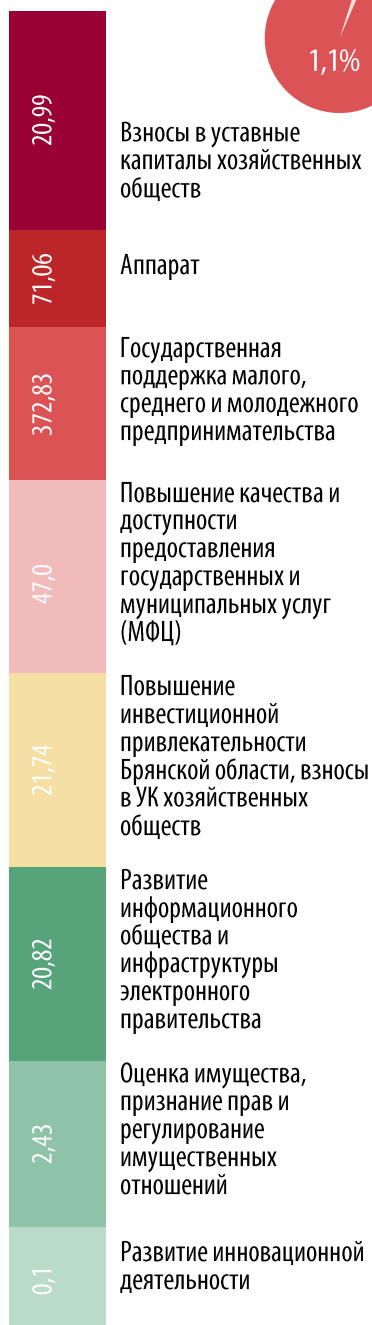 1,1%
20,99
Взносы в уставные
капиталы хозяйственных
обществ
71,06
Аппарат
372,83
Государственная
поддержка малого,
среднего и молодежного
предпринимательства
47,0
Повышение качества и
доступности
предоставления
государственных и
муниципальных услуг
(МФЦ)
21,74
Повышение
инвестиционной
привлекательности
Брянской области, взносы
в УК хозяйственных
обществ
20,82
Развитие
информационного
общества и
инфраструктуры
электронного
правительства
2,43
Оценка имущества,
признание прав и
регулирование
имущественных
отношений
0,1
Развитие инновационной
деятельности